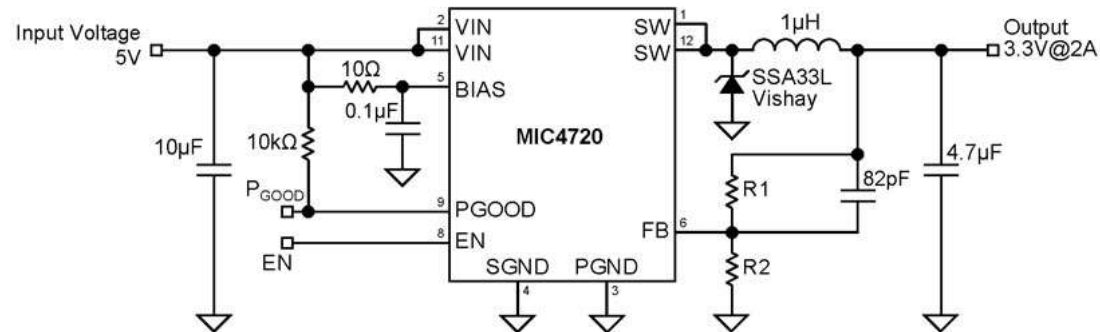 Input Voltage
5V
10µF
10kΩ
10Ω
0.1µF
P_GOOD
EN
2
VIN
11
VIN
5
BIAS
MIC4720
9
PGOOD
8
EN
SGND
4
PGND
3
1
SW
12
SW
6
FB
1µH
SSA33L
Vishay
R1
82pF
R2
4.7µF
Output
3.3V@2A